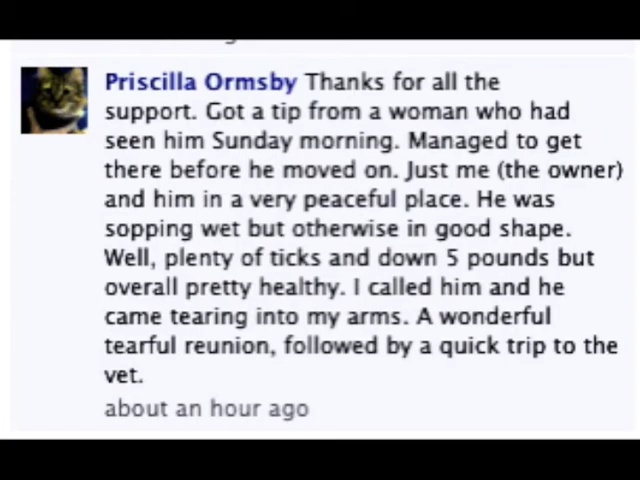 Priscilla Ormsby Thanks for all the
support. Got a tip from a woman who had
seen him Sunday morning. Managed to get
there before he moved on. Just me (the owner)
and him in a very peaceful place. He was
sopping wet but otherwise in good shape.
Well, plenty of ticks and down 5 pounds but
overall pretty healthy. I called him and he
came tearing into my arms. A wonderful
tearful reunion, followed by a quick trip to the
vet.
about an hour ago